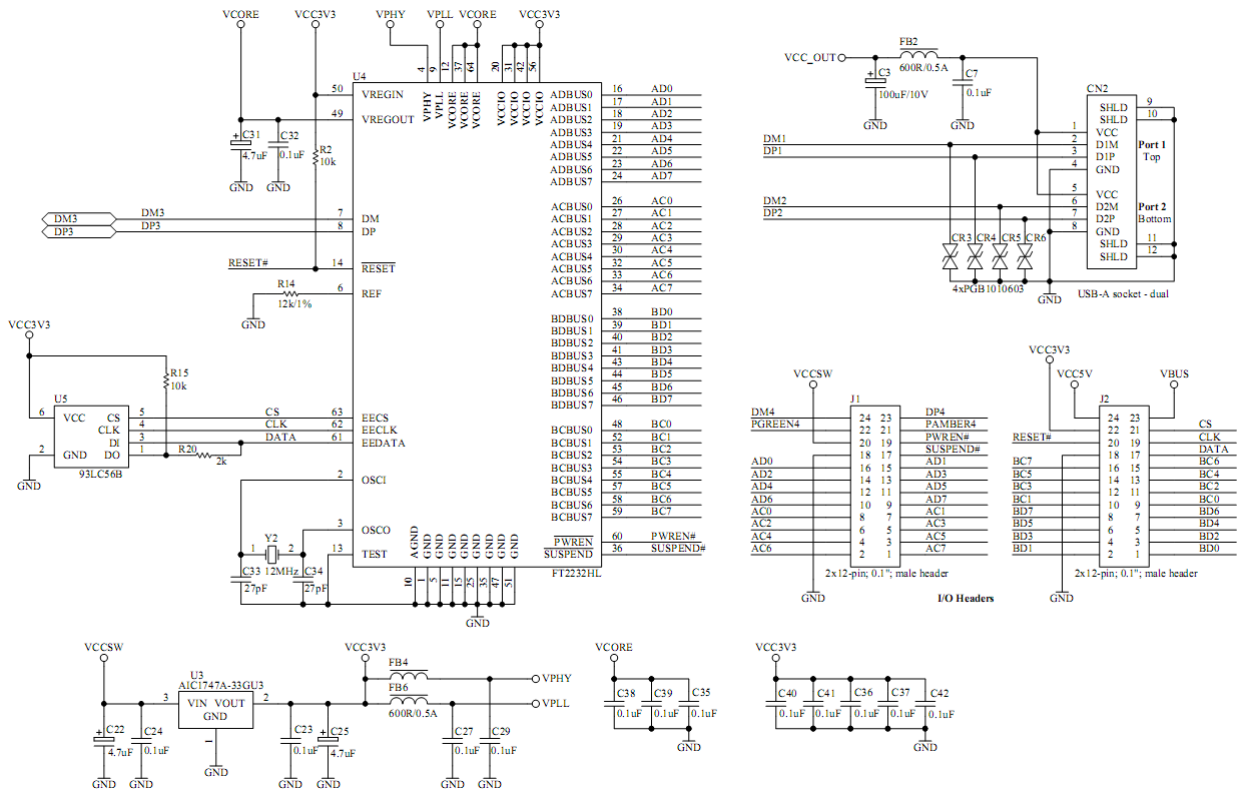 VCORE
VCC3V3
VPHY
VPLL
VCORE
VCC3V3
U4
4
9
12
37
64
20
31
42
56
VPHY
VPLL
VCORE
VCORE
VCORE
VCCIO
VCCIO
VCCIO
VCCIO
50
VREGIN
49
VREGOUT
C31
4.7uF
C32
0.1uF
R2
10k
GND
GND
DM3
DM3
7
DM
DP3
DP3
8
DP
RESET#
14
RESET
R14
12k/1%
6
REF
GND
VCC3V3
R15
10k
U5
6
VCC
CS
5
CS
63
EECS
CLK
4
CLK
62
EECLK
DI
3
DATA
61
EEDATA
2
GND
DO
1
R20
2k
93LC56B
GND
2
OSCI
3
OSCO
1
Y2
2
12MHz
13
TEST
C33
27pF
C34
27pF
AGND
GND
GND
GND
GND
GND
GND
GND
GND
10
1
5
11
15
25
35
47
51
GND
ADBUS0
16
AD0
ADBUS1
17
AD1
ADBUS2
18
AD2
ADBUS3
19
AD3
ADBUS4
21
AD4
ADBUS5
22
AD5
ADBUS6
23
AD6
ADBUS7
24
AD7
ACBUS0
26
AC0
ACBUS1
27
AC1
ACBUS2
28
AC2
ACBUS3
29
AC3
ACBUS4
30
AC4
ACBUS5
32
AC5
ACBUS6
33
AC6
ACBUS7
34
AC7
BDBUS0
38
BD0
BDBUS1
39
BD1
BDBUS2
40
BD2
BDBUS3
41
BD3
BDBUS4
43
BD4
BDBUS5
44
BD5
BDBUS6
45
BD6
BDBUS7
46
BD7
BCBUS0
48
BC0
BCBUS1
52
BC1
BCBUS2
53
BC2
BCBUS3
54
BC3
BCBUS4
55
BC4
BCBUS5
57
BC5
BCBUS6
58
BC6
BCBUS7
59
BC7
PWREN
60
PWREN#
SUSPEND
36
SUSPEND#
FT2232HL
VCC_OUT
FB2
600R/0.5A
C3
100uF/10V
C7
0.1uF
GND
GND
CN2
SHLD
9
SHLD
10
1
VCC
DM1
2
D1M
Port 1
DP1
3
D1P
Top
4
GND
5
VCC
DM2
6
D2M
Port 2
DP2
7
D2P
Bottom
8
GND
SHLD
11
SHLD
12
CR3
CR4
CR5
CR6
4xPGB1010603
GND
USB-A socket - dual
VCCSW
J1
DM4
24
23
DP4
PGREEN4
22
21
PAMBER4
20
19
PWREN#
18
17
SUSPEND#
AD0
16
15
AD1
AD2
14
13
AD3
AD4
12
11
AD5
AD6
10
9
AD7
AC0
8
7
AC1
AC2
6
5
AC3
AC4
4
3
AC5
AC6
2
1
AC7
2x12-pin; 0.1"; male header
GND
I/O Headers
VCC3V3
VCC5V
VBUS
J2
24
23
22
21
CS
RESET#
20
19
CLK
18
17
DATA
BC7
16
15
BC6
BC5
14
13
BC4
BC3
12
11
BC2
BC1
10
9
BC0
BD7
8
7
BD6
BD5
6
5
BD4
BD3
4
3
BD2
BD1
2
1
BD0
2x12-pin; 0.1"; male header
GND
VCCSW
U3
AIC1747A-33GU3
3
VIN
VOUT
2
GND
1
C22
4.7uF
C24
0.1uF
GND
GND
GND
C23
0.1uF
C25
4.7uF
GND
GND
VCC3V3
FB4
VPHY
FB6
VPLL
600R/0.5A
C27
0.1uF
C29
0.1uF
GND
GND
VCORE
C38
0.1uF
C39
0.1uF
C35
0.1uF
GND
VCC3V3
C40
0.1uF
C41
0.1uF
C36
0.1uF
C37
0.1uF
C42
0.1uF
GND